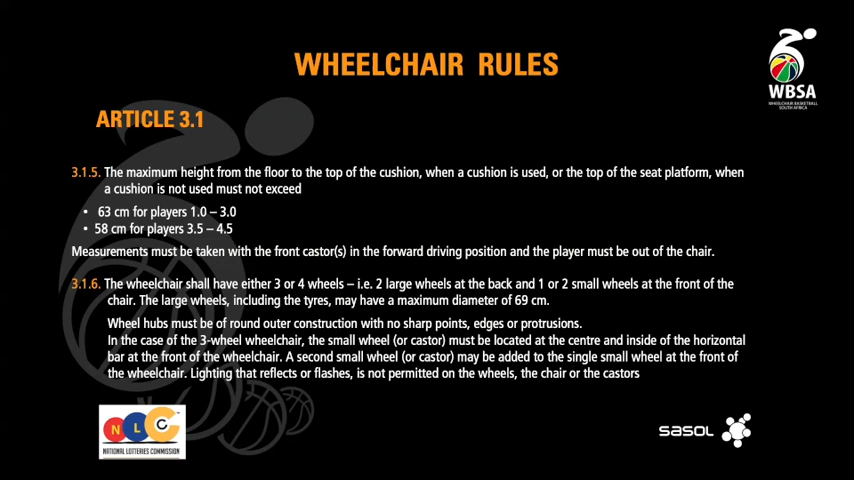 WHEELCHAIR RULES
WBSA
WHEELCHAIR BASKETBALL
SOUTH AFRICA
ARTICLE 3.1
3.1.5. The maximum height from the floor to the top of the cushion, when a cushion is used, or the top of the seat platform, when
a cushion is not used must not exceed
• 63 cm for players 1.0 – 3.0
• 58 cm for players 3.5 – 4.5
Measurements must be taken with the front castor(s) in the forward driving position and the player must be out of the chair.
3.1.6. The wheelchair shall have either 3 or 4 wheels – i.e. 2 large wheels at the back and 1 or 2 small wheels at the front of the
chair. The large wheels, including the tyres, may have a maximum diameter of 69 cm.
Wheel hubs must be of round outer construction with no sharp points, edges or protrusions.
In the case of the 3-wheel wheelchair, the small wheel (or castor) must be located at the centre and inside of the horizontal
bar at the front of the wheelchair. A second small wheel (or castor) may be added to the single small wheel at the front of
the wheelchair. Lighting that reflects or flashes, is not permitted on the wheels, the chair or the castors
NLC
NATIONAL LOTTERIES COMMISSION
sasol